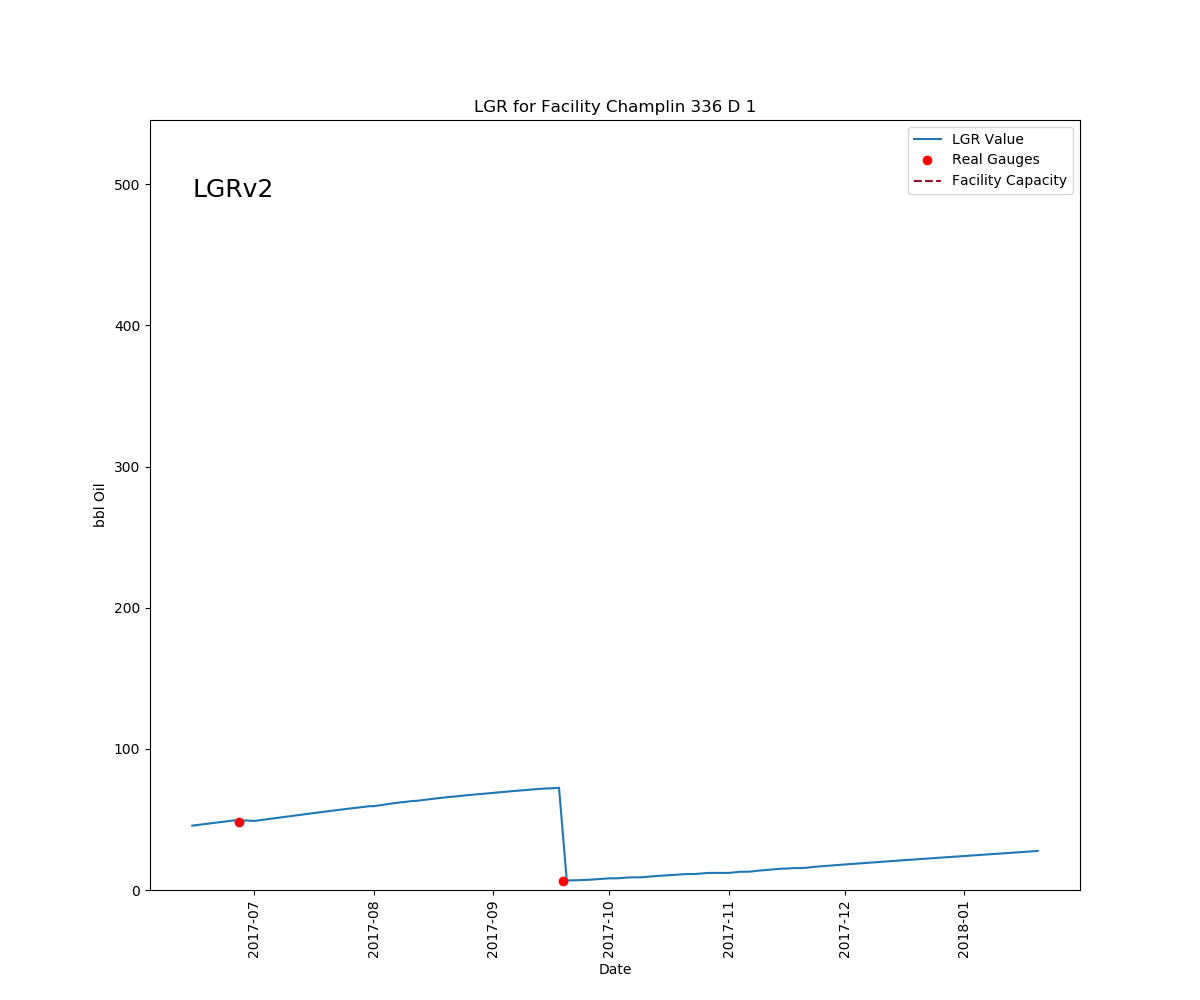 LGR for Facility Champlin 336 D 1
LGRv2
LGR Value
Real Gauges
Facility Capacity
500
400
300
200
100
0
bbl Oil
2017-07
2017-08
2017-09
2017-10
2017-11
2017-12
2018-01
Date